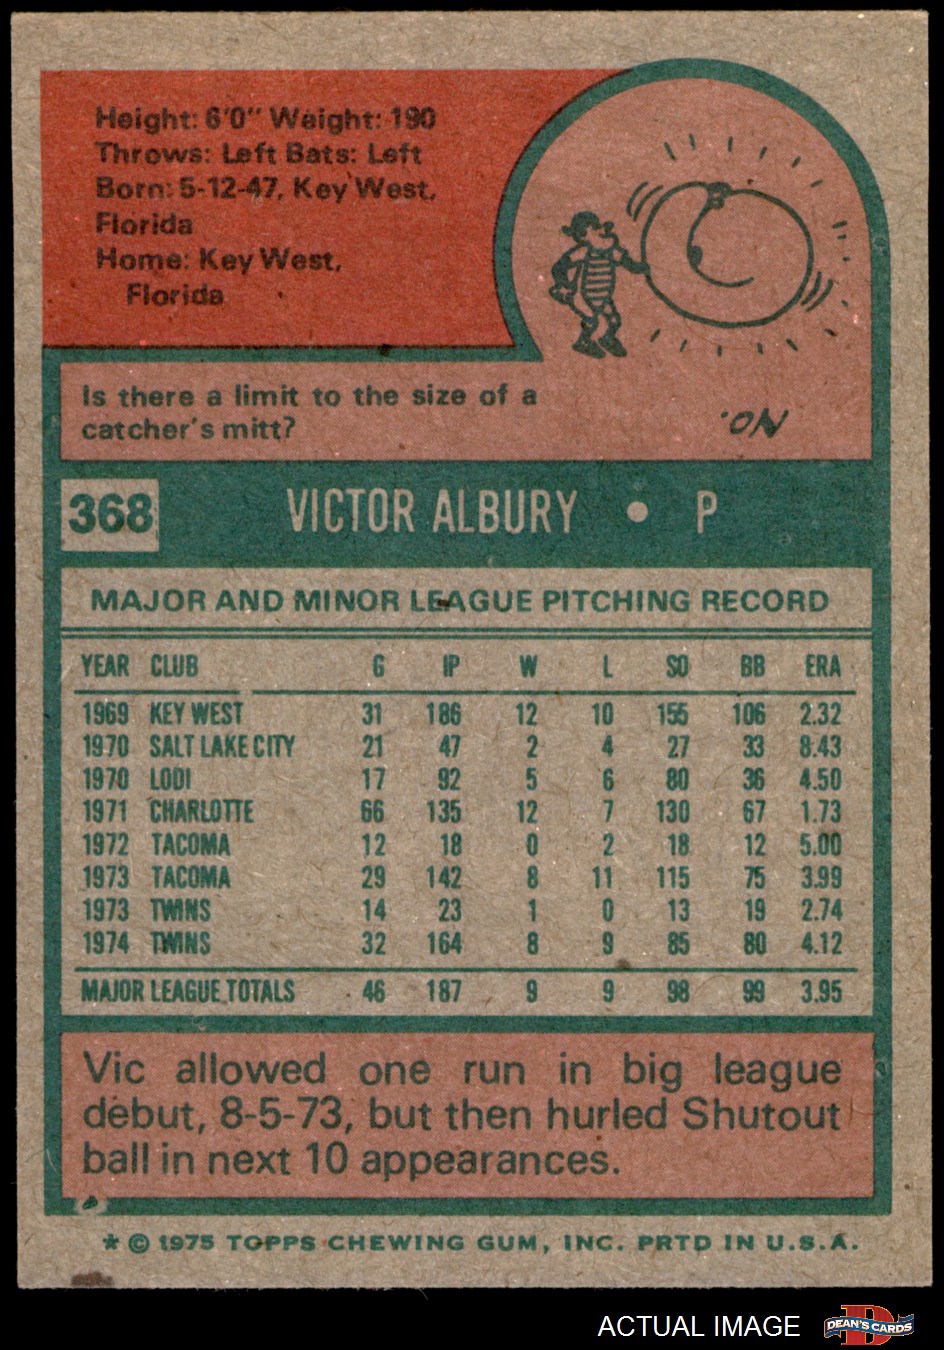 Height: 6'0" Weight: 190
Throws: Left Bats: Left
Born: 5-12-47, Key West,
Florida
Home: Key West,
Florida
Is there a limit to the size of a
catcher's mitt?
NO.
368 VICTOR ALBURY • P
MAJOR AND MINOR LEAGUE PITCHING RECORD
YEAR CLUB G IP W L SO BB ERA
1969 KEY WEST 31 186 12 10 155 106 2.32
1970 SALT LAKE CITY 21 47 2 4 27 33 8.43
1970 LODI 17 92 5 6 80 36 4.50
1971 CHARLOTTE 66 135 12 7 130 67 1.73
1972 TACOMA 12 18 0 2 18 12 5.00
1973 TACOMA 29 142 8 11 115 75 3.99
1973 TWINS 14 23 1 0 13 19 2.74
1974 TWINS 32 164 8 9 85 80 4.12
MAJOR LEAGUE TOTALS 46 187 9 9 98 99 3.95
Vic allowed one run in big league
debut, 8-5-73, but then hurled Shutout
ball in next 10 appearances.
* © 1975 TOPPS CHEWING GUM, INC. PRTD IN U.S.A.
ACTUAL IMAGE DEAN'S CARDS